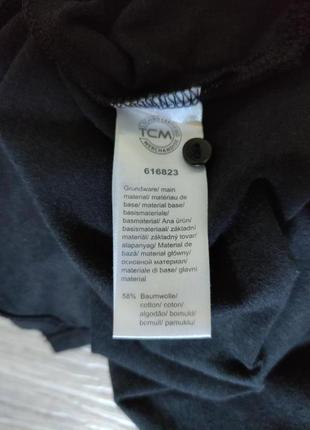 TCM
MERCHANDISE
616823
Grundware/ main
material/ matériau de
base/ material base/
basismateriale/
basmaterial/ Ana ürün/
basismateriaal/ základní
materiál/ základný tovar/
alapanyag/ Material de
bază/ materiał główny/
основной материал/
materiale di base/ glavni
material
58% Baumwolle/
cotton/ coton/
algodão/ bomuld/
bomull/ pamuklu/